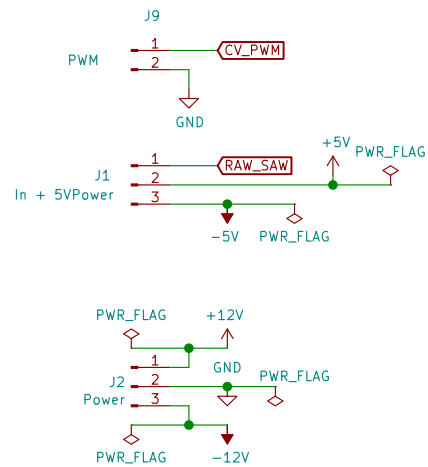 J9
PWM
1
CV_PWM
2
GND
+5V
PWR_FLAG
J1
In + 5VPower
1
RAW_SAW
2
3
-5V
PWR_FLAG
PWR_FLAG
+12V
J2
Power
1
GND
2
PWR_FLAG
3
PWR_FLAG
-12V